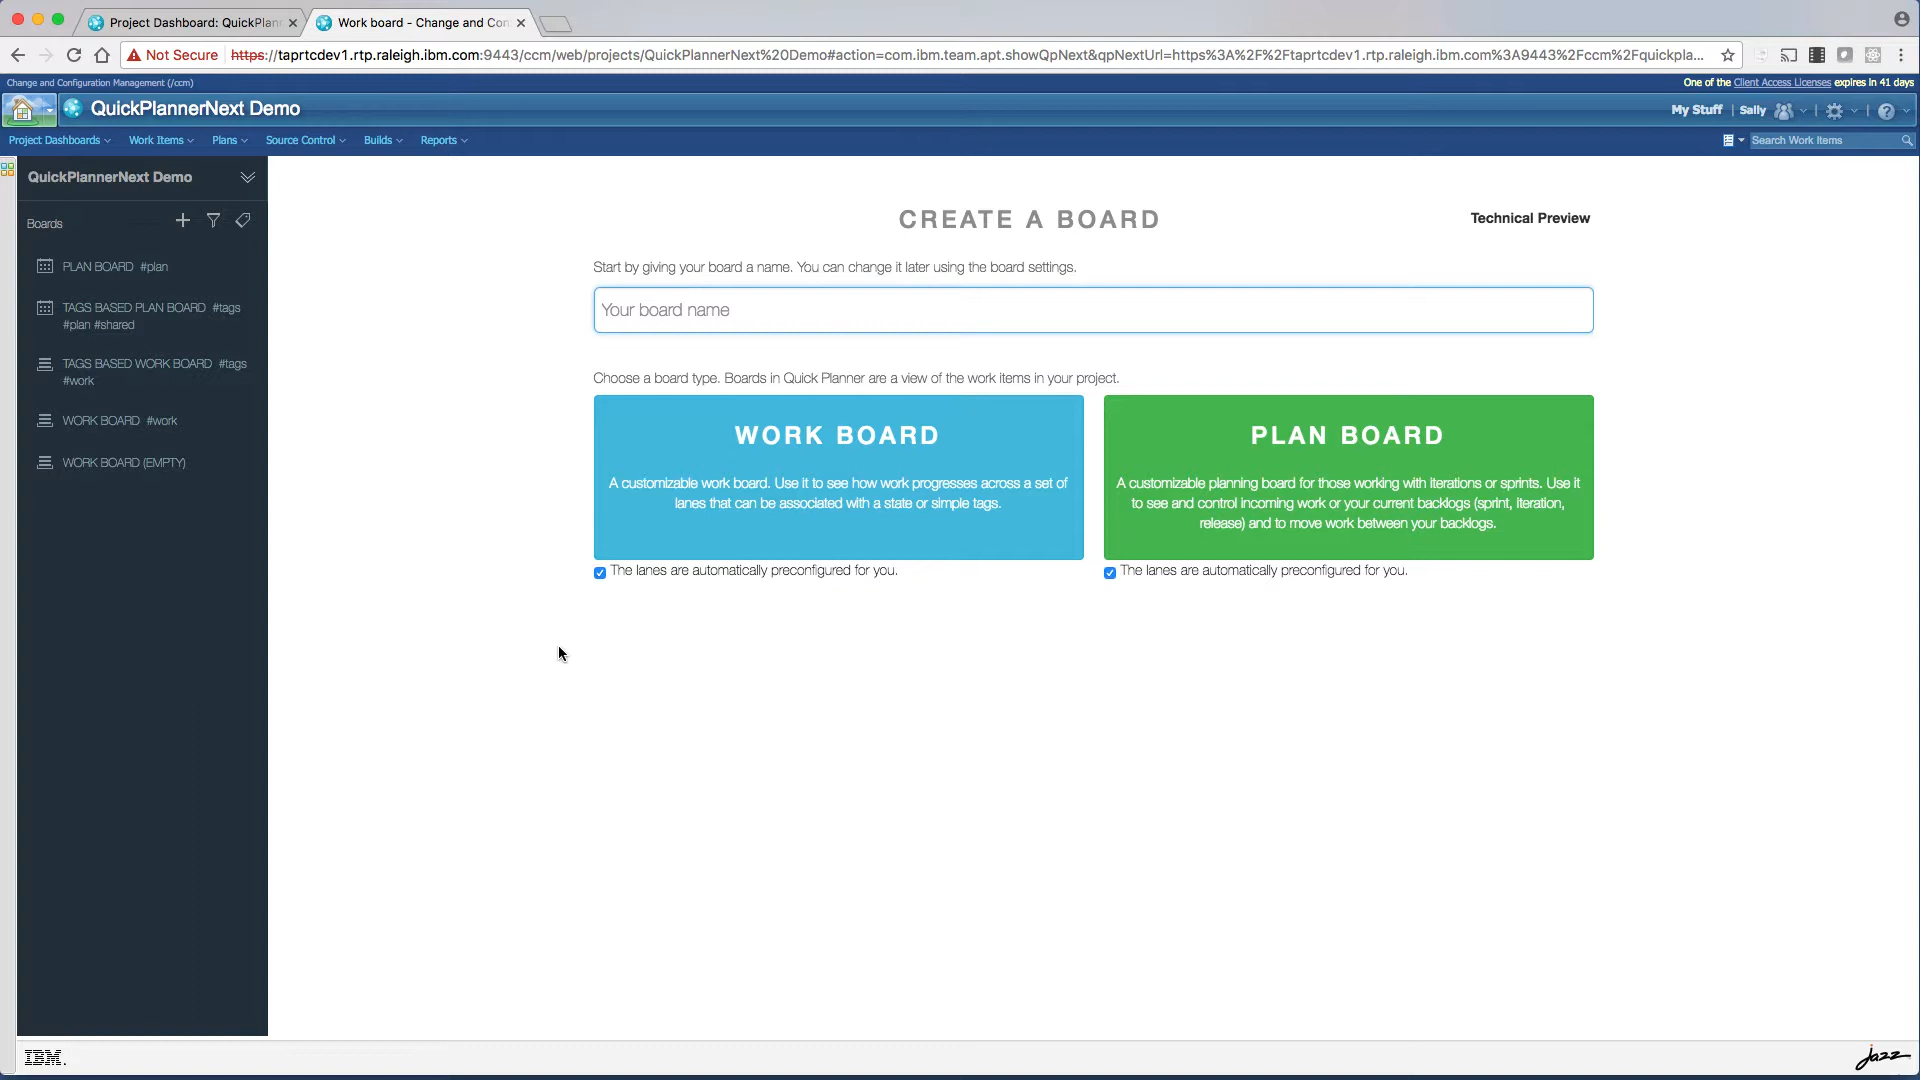 Project Dashboard: QuickPlann
Work board - Change and Con
Not Secure
https://taprtcdev1.rtp.raleigh.ibm.com:9443/ccm/web/projects/QuickPlannerNext%20Demo#action=com.ibm.team.apt.showQpNext&qpNextUrl=https%3A%2F%2Ftaprtcdev1.rtp.raleigh.ibm.com%3A9443%2Fccm%2Fquickpla...
Change and Configuration Management (/ccm)
One of the Client Access Licenses expires in 41 days
QuickPlannerNext Demo
My Stuff | Sally
Project Dashboards
Work Items
Plans
Source Control
Builds
Reports
Search Work Items
QuickPlannerNext Demo
Boards
PLAN BOARD #plan
TAGS BASED PLAN BOARD #tags
#plan #shared
TAGS BASED WORK BOARD #tags
#work
WORK BOARD #work
WORK BOARD (EMPTY)
CREATE A BOARD
Technical Preview
Start by giving your board a name. You can change it later using the board settings.
Your board name
Choose a board type. Boards in Quick Planner are a view of the work items in your project.
WORK BOARD
A customizable work board. Use it to see how work progresses across a set of
lanes that can be associated with a state or simple tags.
The lanes are automatically preconfigured for you.
PLAN BOARD
A customizable planning board for those working with iterations or sprints. Use it
to see and control incoming work or your current backlogs (sprint, iteration,
release) and to move work between your backlogs.
The lanes are automatically preconfigured for you.
IBM.
jazz